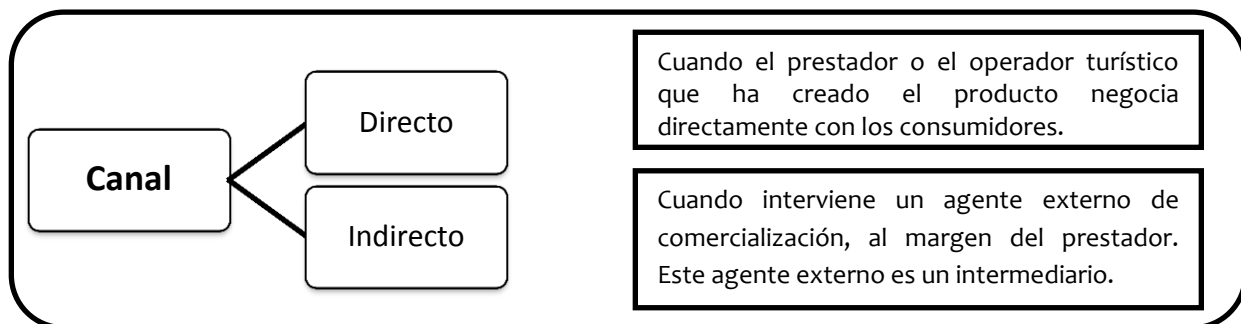 Canal
Directo
Cuando el prestador o el operador turístico
que ha creado el producto negocia
directamente con los consumidores.
Indirecto
Cuando interviene un agente externo de
comercialización, al margen del prestador.
Este agente externo es un intermediario.